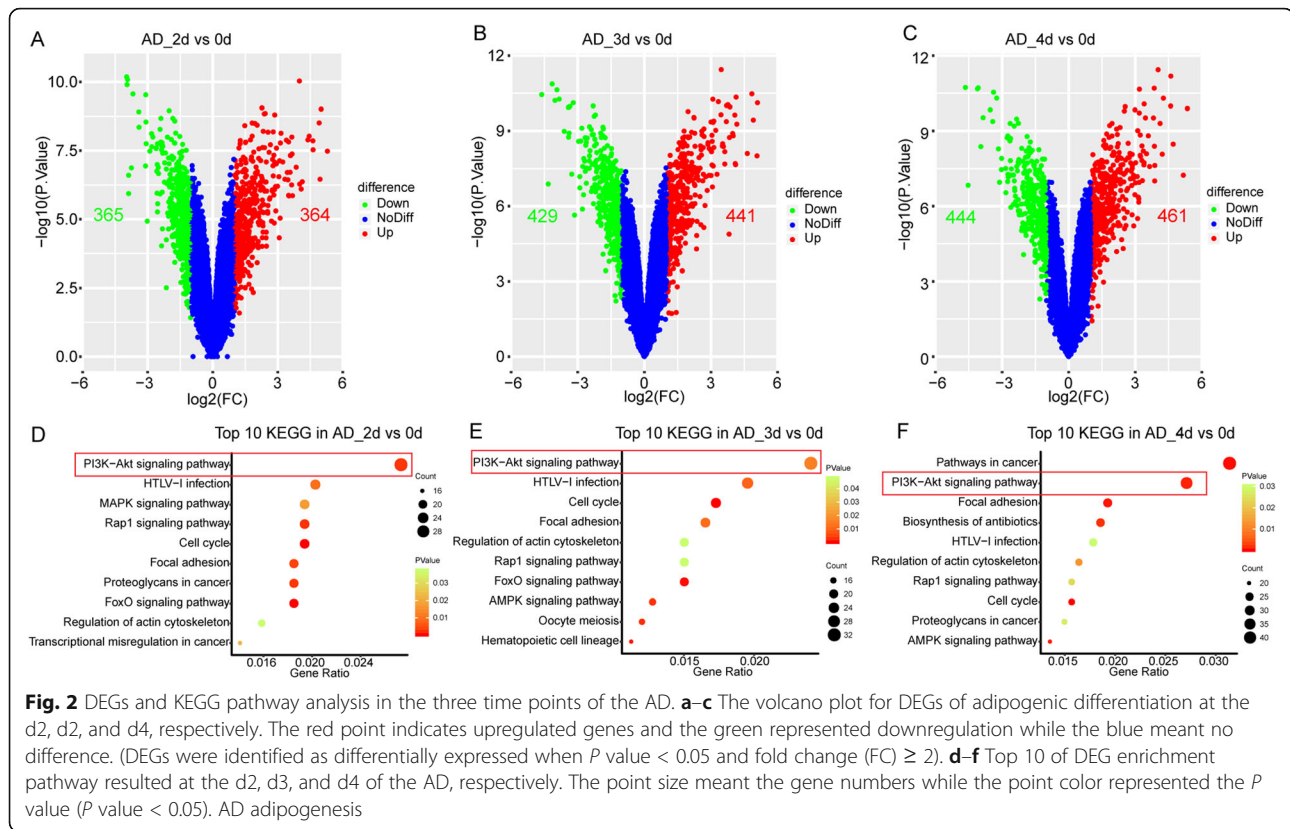 A
AD_2d vs 0d
−log10(P.Value)
10.0
7.5
5.0
2.5
0.0
365
364
−6
−3
0
3
6
log2(FC)
difference
Down
NoDiff
Up
B
AD_3d vs 0d
−log10(P.Value)
12
9
6
3
0
429
441
−6
−3
0
3
6
log2(FC)
difference
Down
NoDiff
Up
C
AD_4d vs 0d
−log10(P.Value)
12
9
6
3
0
444
461
−6
−3
0
3
6
log2(FC)
difference
Down
NoDiff
Up
D
Top 10 KEGG in AD_2d vs 0d
PI3K−Akt signaling pathway
HTLV−I infection
MAPK signaling pathway
Rap1 signaling pathway
Cell cycle
Focal adhesion
Proteoglycans in cancer
FoxO signaling pathway
Regulation of actin cytoskeleton
Transcriptional misregulation in cancer
0.016
0.020
0.024
Gene Ratio
Count
16
20
24
28
PValue
0.03
0.02
0.01
E
Top 10 KEGG in AD_3d vs 0d
PI3K−Akt signaling pathway
HTLV−I infection
Cell cycle
Focal adhesion
Regulation of actin cytoskeleton
Rap1 signaling pathway
FoxO signaling pathway
AMPK signaling pathway
Oocyte meiosis
Hematopoietic cell lineage
0.015
0.020
Gene Ratio
PValue
0.04
0.03
0.02
0.01
Count
16
20
24
28
32
F
Top 10 KEGG in AD_4d vs 0d
Pathways in cancer
PI3K−Akt signaling pathway
Focal adhesion
Biosynthesis of antibiotics
HTLV−I infection
Regulation of actin cytoskeleton
Rap1 signaling pathway
Cell cycle
Proteoglycans in cancer
AMPK signaling pathway
0.015
0.020
0.025
0.030
Gene Ratio
PValue
0.03
0.02
0.01
Count
20
25
30
35
40
Fig. 2 DEGs and KEGG pathway analysis in the three time points of the AD. a–c The volcano plot for DEGs of adipogenic differentiation at the
d2, d2, and d4, respectively. The red point indicates upregulated genes and the green represented downregulation while the blue meant no
difference. (DEGs were identified as differentially expressed when P value < 0.05 and fold change (FC) ≥ 2). d–f Top 10 of DEG enrichment
pathway resulted at the d2, d3, and d4 of the AD, respectively. The point size meant the gene numbers while the point color represented the P
value (P value < 0.05). AD adipogenesis